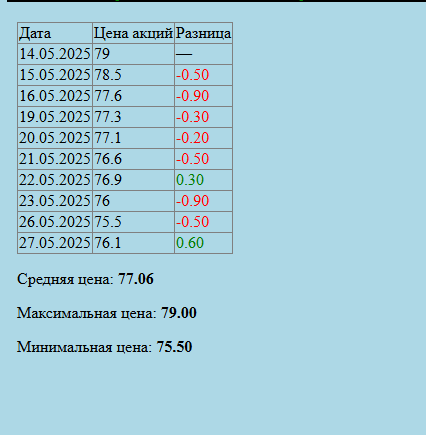 Дата Цена акций Разница
14.05.2025 79 —
15.05.2025 78.5 -0.50
16.05.2025 77.6 -0.90
19.05.2025 77.3 -0.30
20.05.2025 77.1 -0.20
21.05.2025 76.6 -0.50
22.05.2025 76.9 0.30
23.05.2025 76 -0.90
26.05.2025 75.5 -0.50
27.05.2025 76.1 0.60
Средняя цена: 77.06
Максимальная цена: 79.00
Минимальная цена: 75.50